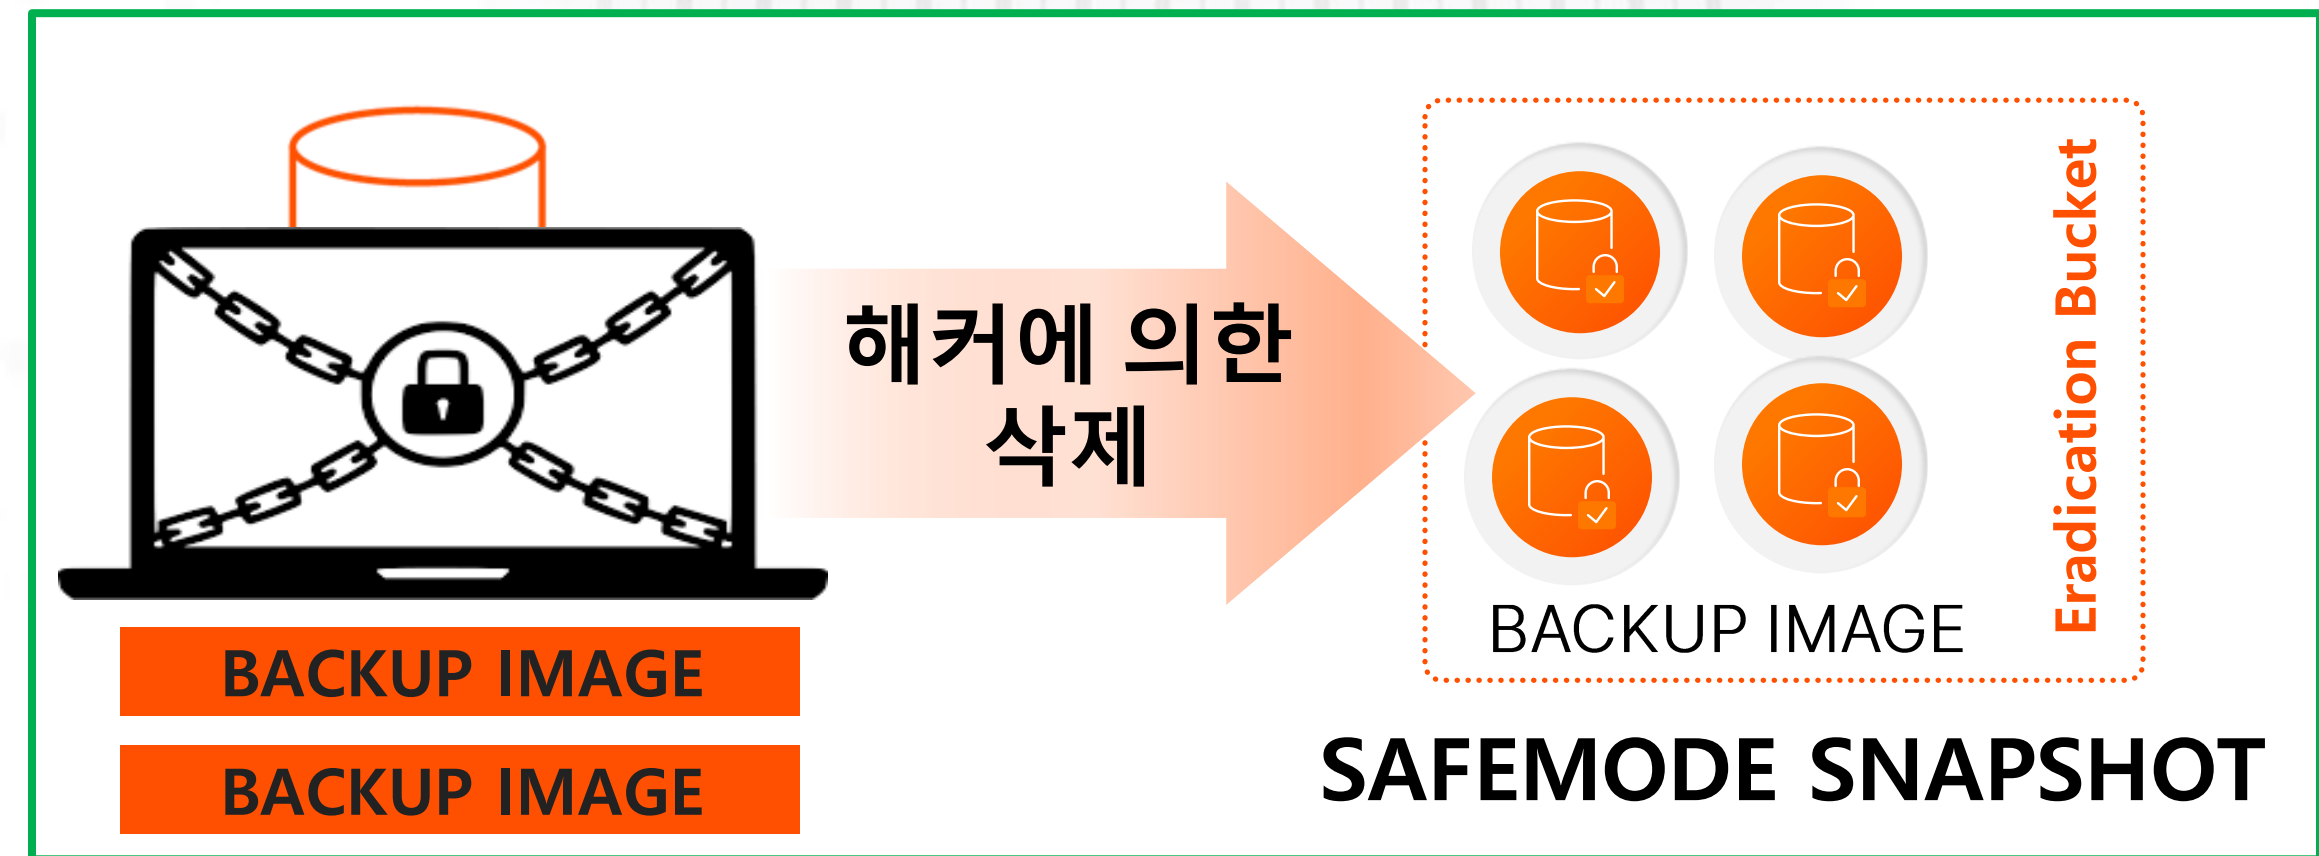 해커에 의한
삭제
BACKUP IMAGE
BACKUP IMAGE
BACKUP IMAGE
Eradication Bucket
SAFEMODE SNAPSHOT